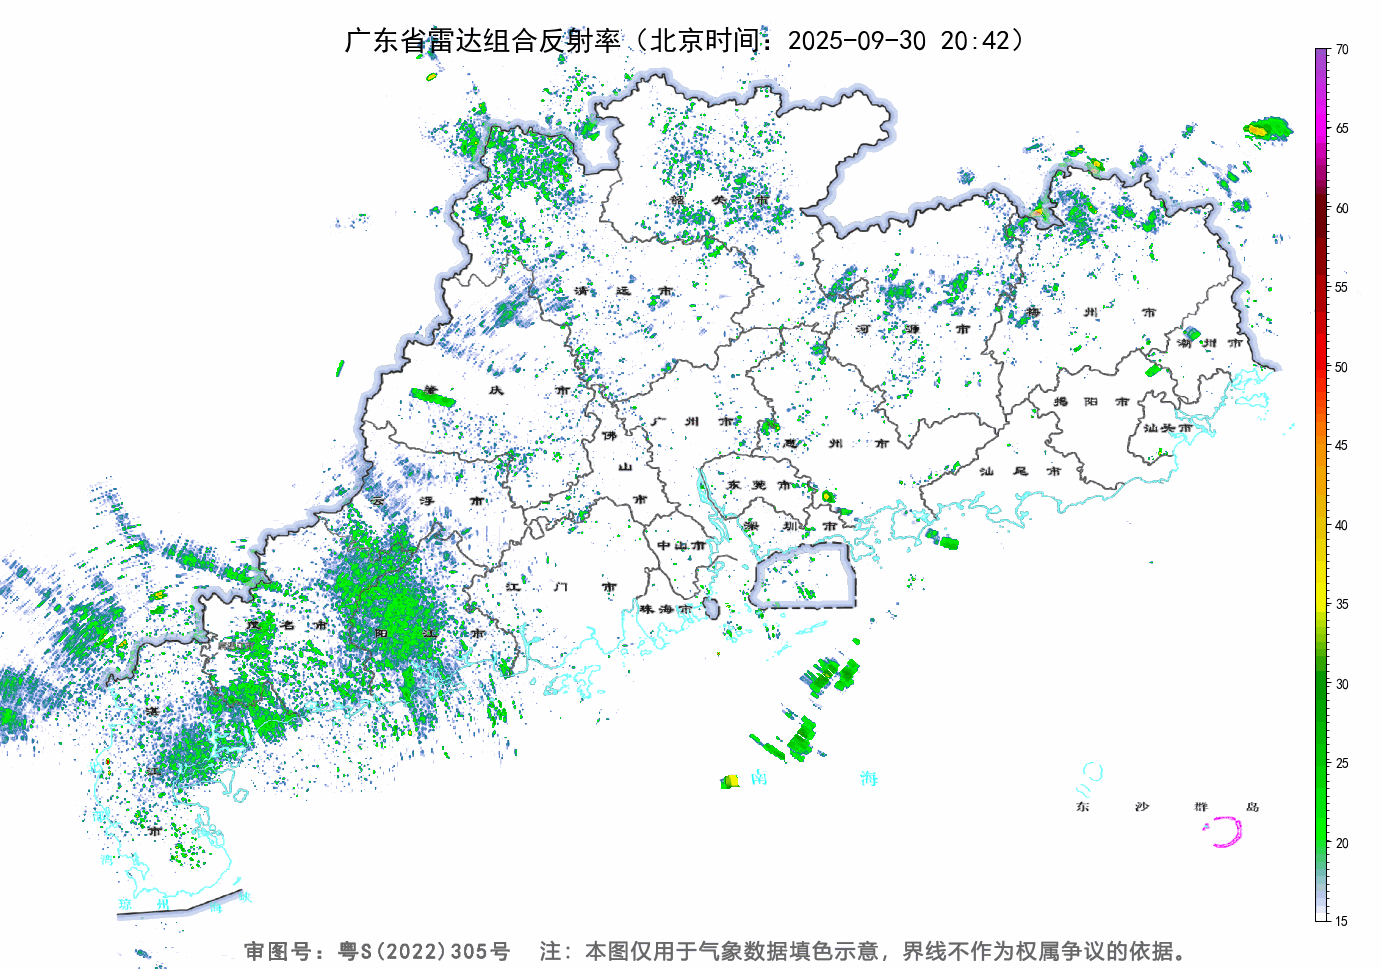 广东省雷达组合反射率（北京时间：2025-09-30 20:42）
70
65
60
55
50
45
40
35
30
25
20
15
韶关市
清远市
河源市
梅州市
潮州市
肇庆市
广州市
佛山市
惠州市
揭阳市
汕头市
汕尾市
东莞市
云浮市
深圳市
中山市
江门市
珠海市
茂名市
阳江市
湛江市
南海
东沙群岛
湾
琼州海峡
审图号：粤S(2022)305号 注：本图仅用于气象数据填色示意，界线不作为权属争议的依据。